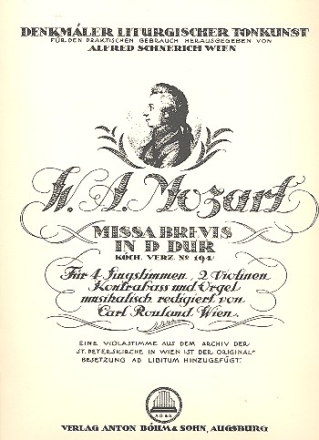 DENKMÄLER LITURGISCHER TONKUNST
FÜR DEN PRAKTISCHEN GEBRAUCH HERAUSGEGEBEN VON
ALFRED SCHNERICH WIEN
W. A. Mozart
MISSA BREVIS
IN D DUR
KÖCH. VERZ. No 194
Für 4 Singstimmen, 2 Violinen
Kontrabass und Orgel
musikalisch redigiert von
Carl Rouland, Wien.
EINE VIOLASTIMME AUS DEM ARCHIV DER
ST. PETERSKIRCHE IN WIEN IST DER ORIGINAL-
BESETZUNG AD LIBITUM HINZUGEFÜGT.
VERLAG ANTON BÖHM & SOHN, AUGSBURG